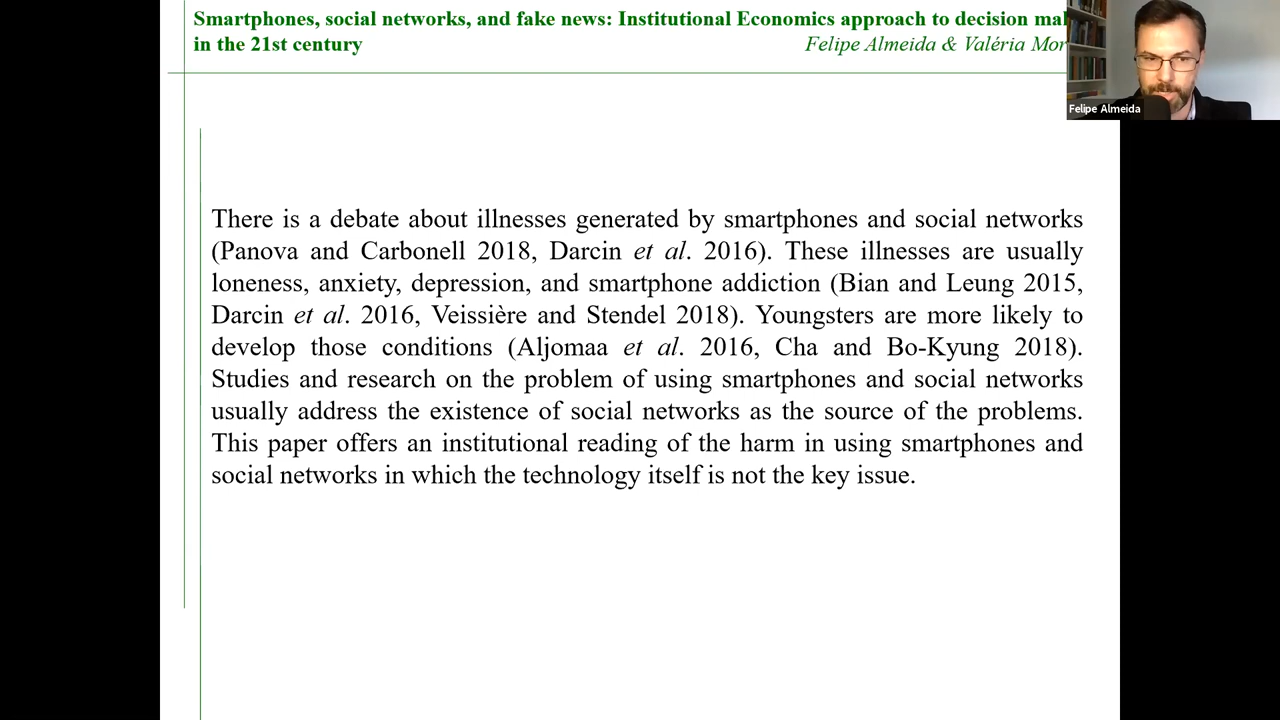 Smartphones, social networks, and fake news: Institutional Economics approach to decision
in the 21st century
Felipe Almeida & Valéria
Felipe Almeida
There is a debate about illnesses generated by smartphones and social networks
(Panova and Carbonell 2018, Darcin et al. 2016). These illnesses are usually
loneness, anxiety, depression, and smartphone addiction (Bian and Leung 2015,
Darcin et al. 2016, Veissière and Stendel 2018). Youngsters are more likely to
develop those conditions (Aljomaa et al. 2016, Cha and Bo-Kyung 2018).
Studies and research on the problem of using smartphones and social networks
usually address the existence of social networks as the source of the problems.
This paper offers an institutional reading of the harm in using smartphones and
social networks in which the technology itself is not the key issue.